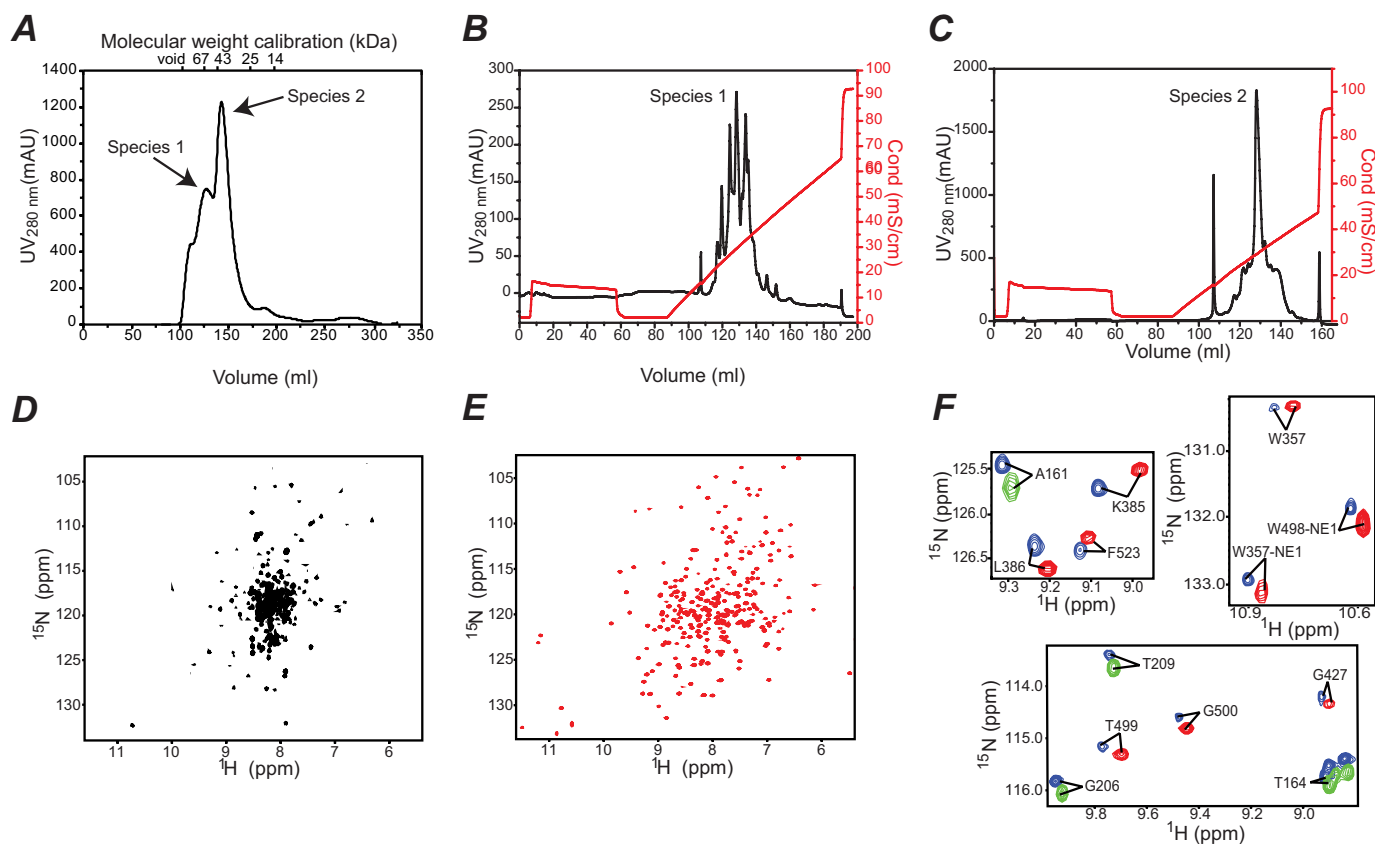 A
Molecular weight calibration (kDa)
void 67 43 25 14
1400
1200
1000
800
600
400
200
0
UV280 nm(mAU)
Species 1
Species 2
0 50 100 150 200 250 300 350
Volume (ml)
B
300
250
200
150
100
50
0
UV280 nm(mAU)
Species 1
100
90
80
70
60
50
40
30
20
10
0
Cond (mS/cm)
0 20 40 60 80 100 120 140 160 180 200
Volume (ml)
C
2000
1500
1000
500
0
UV280 nm(mAU)
Species 2
100
80
60
40
20
0
Cond (mS/cm)
0 20 40 60 80 100 120 140 160
Volume (ml)
D
105
110
115
120
125
130
15N (ppm)
11 10 9 8 7 6
1H (ppm)
E
105
110
115
120
125
130
15N (ppm)
11 10 9 8 7 6
1H (ppm)
F
125.5
126.0
126.5
15N (ppm)
A161
K385
L386
F523
9.3 9.2 9.1 9.0
1H (ppm)
131.0
132.0
133.0
15N (ppm)
W357
W498-NE1
W357-NE1
10.9 10.6
1H (ppm)
114.0
115.0
116.0
15N (ppm)
T209
G427
G500
T499
G206
T164
9.8 9.6 9.4 9.2 9.0
1H (ppm)